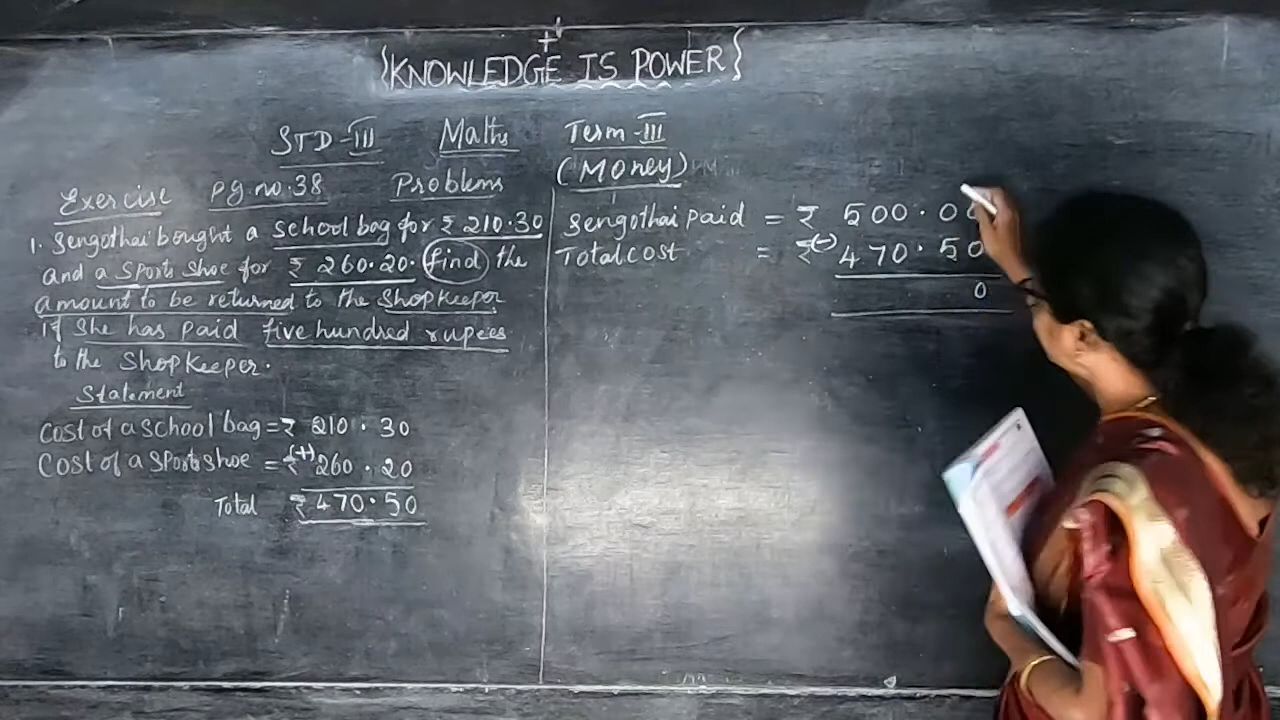 {KNOWLEDGE IS POWER}
STD-III Maths Term-III
Exercise pg.no.38 Problems (Money)
1. Sengothai bought a school bag for ₹ 210.30
and a sports shoe for ₹ 260.20. find the
amount to be returned to the shopkeeper
if she has paid five hundred rupees
to the shopkeeper.
Statement
Cost of a school bag = ₹ 210.30
Cost of a sports shoe = ₹ (+) 260.20
Total ₹ 470.50
Sengothai paid = ₹ 500.00
Total cost = ₹ (-) 470.50
0